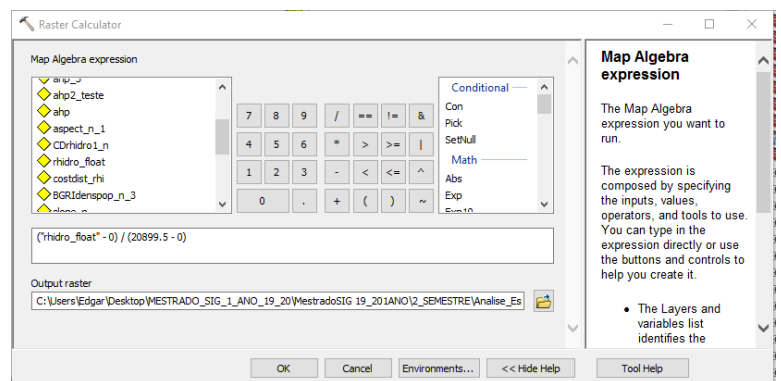 Raster Calculator
Map Algebra expression
ahp2_teste
ahp
aspect_n_1
CDrhidro1_n
rhidro_float
costdist_rhi
BGRIdenspop_n_3
7 8 9 / == != &
4 5 6 * > >= |
1 2 3 - < <= ^
0 . + ( ) ~
Conditional
Con
Pick
SetNull
Math
Abs
Exp
Exp10
("rhidro_float" - 0) / (20899.5 - 0)
Output raster
C:\Users\Edgar\Desktop\MESTRADO_SIG_1_ANO_19_20\MestradoSIG 19_201ANO\2_SEMESTRE\Analise_Es
OK Cancel Environments... << Hide Help Tool Help
Map Algebra
expression
The Map Algebra
expression you want to
run.
The expression is
composed by specifying
the inputs, values,
operators, and tools to use.
You can type in the
expression directly or use
the buttons and controls to
help you create it.
• The Layers and
variables list
identifies the